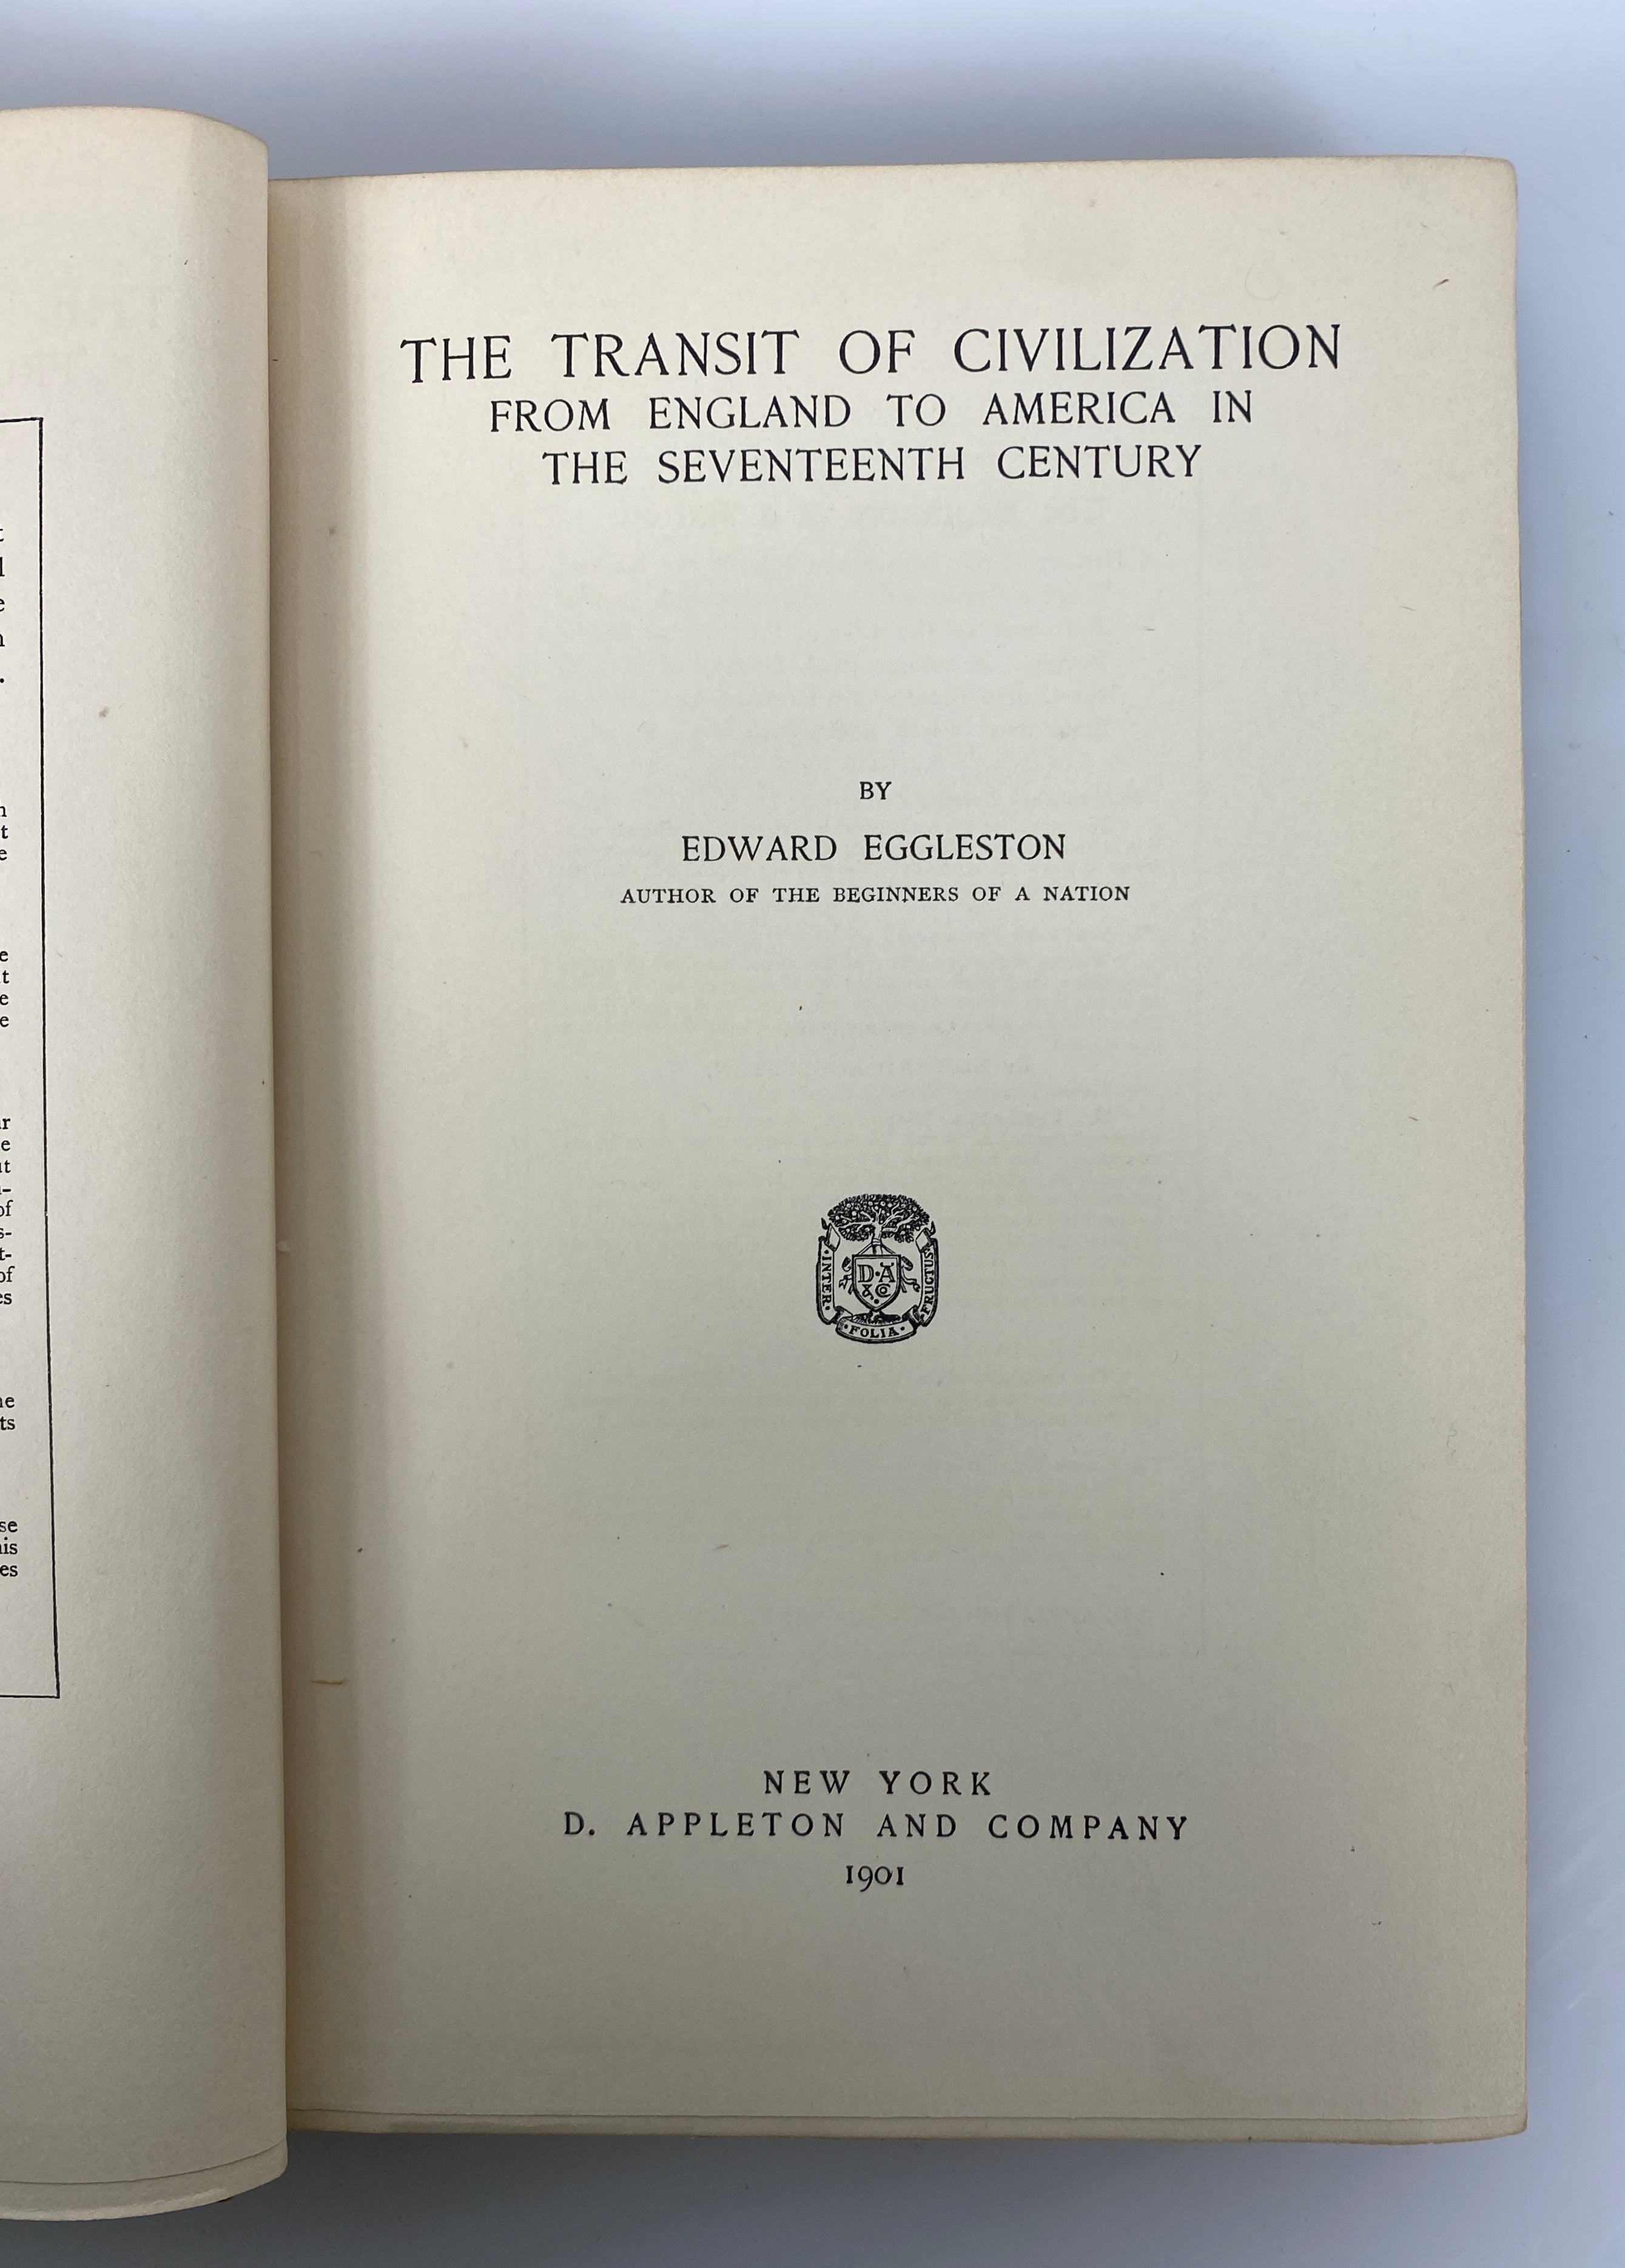 THE TRANSIT OF CIVILIZATION
FROM ENGLAND TO AMERICA IN
THE SEVENTEENTH CENTURY
BY
EDWARD EGGLESTON
AUTHOR OF THE BEGINNERS OF A NATION
INTER
FOLIA
FRUCTUS
D·A
& Co
NEW YORK
D. APPLETON AND COMPANY
1901